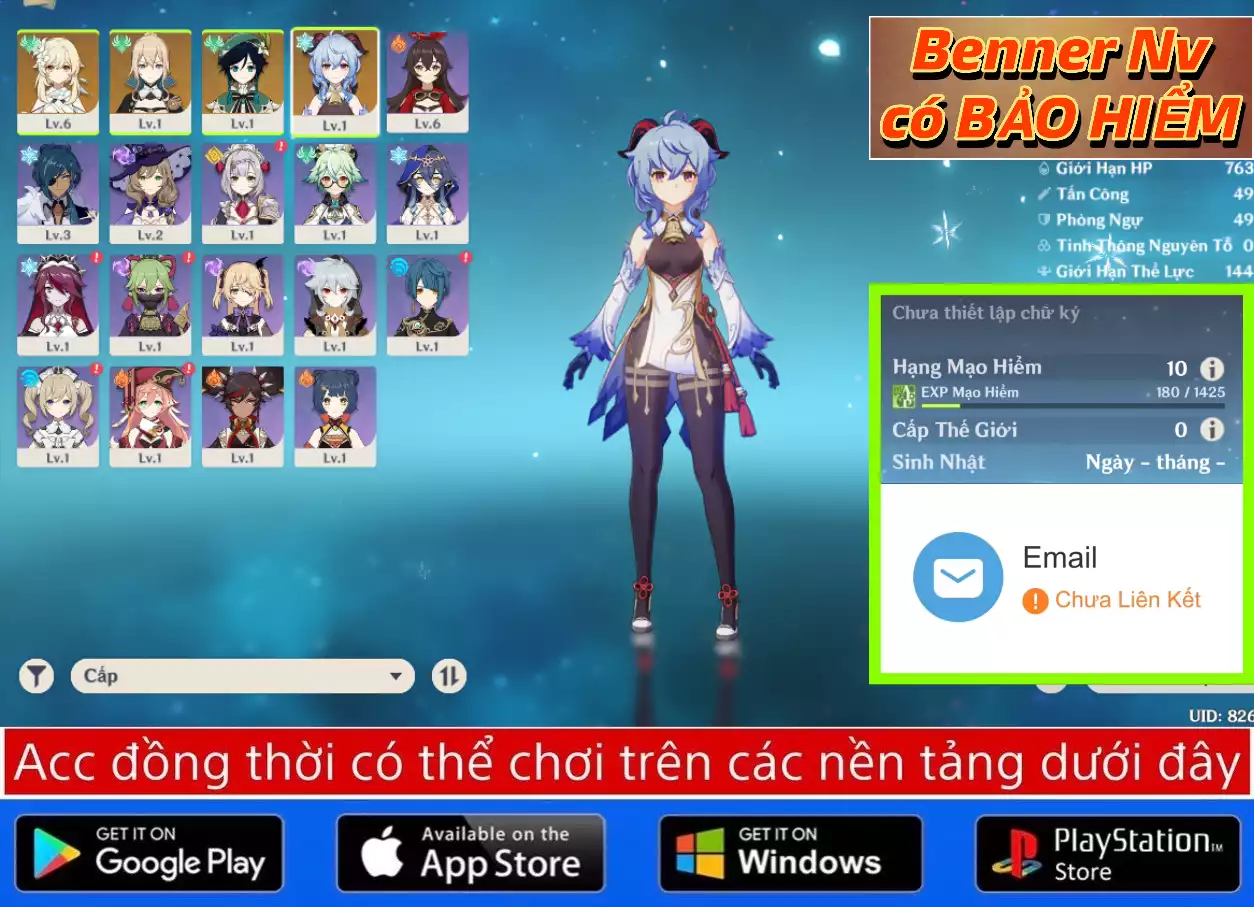 Benner Nv
có BẢO HIỂM
Lv.6
Lv.1
Lv.1
Lv.1
Lv.6
Lv.3
Lv.2
Lv.1
Lv.1
Lv.1
Lv.1
Lv.1
Lv.1
Lv.1
Lv.1
Lv.1
Lv.1
Lv.1
Lv.1
Giới Hạn HP 763
Tấn Công 49
Phòng Ngự 49
Tinh Thông Nguyên Tố 0
Giới Hạn Thể Lực 144
Chưa thiết lập chữ ký
Hạng Mạo Hiểm 10
EXP Mạo Hiểm 180 / 1425
Cấp Thế Giới 0
Sinh Nhật Ngày - tháng -
Email
Chưa Liên Kết
Cấp
UID: 826
Acc đồng thời có thể chơi trên các nền tảng dưới đây
GET IT ON
Google Play
Available on the
App Store
GET IT ON
Windows
PlayStation™
Store